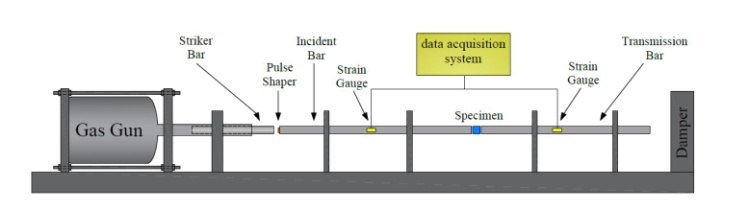 Striker
Bar
Pulse
Shaper
Incident
Bar
Strain
Gauge
data acquisition
system
Strain
Gauge
Transmission
Bar
Gas Gun
Specimen
Damper